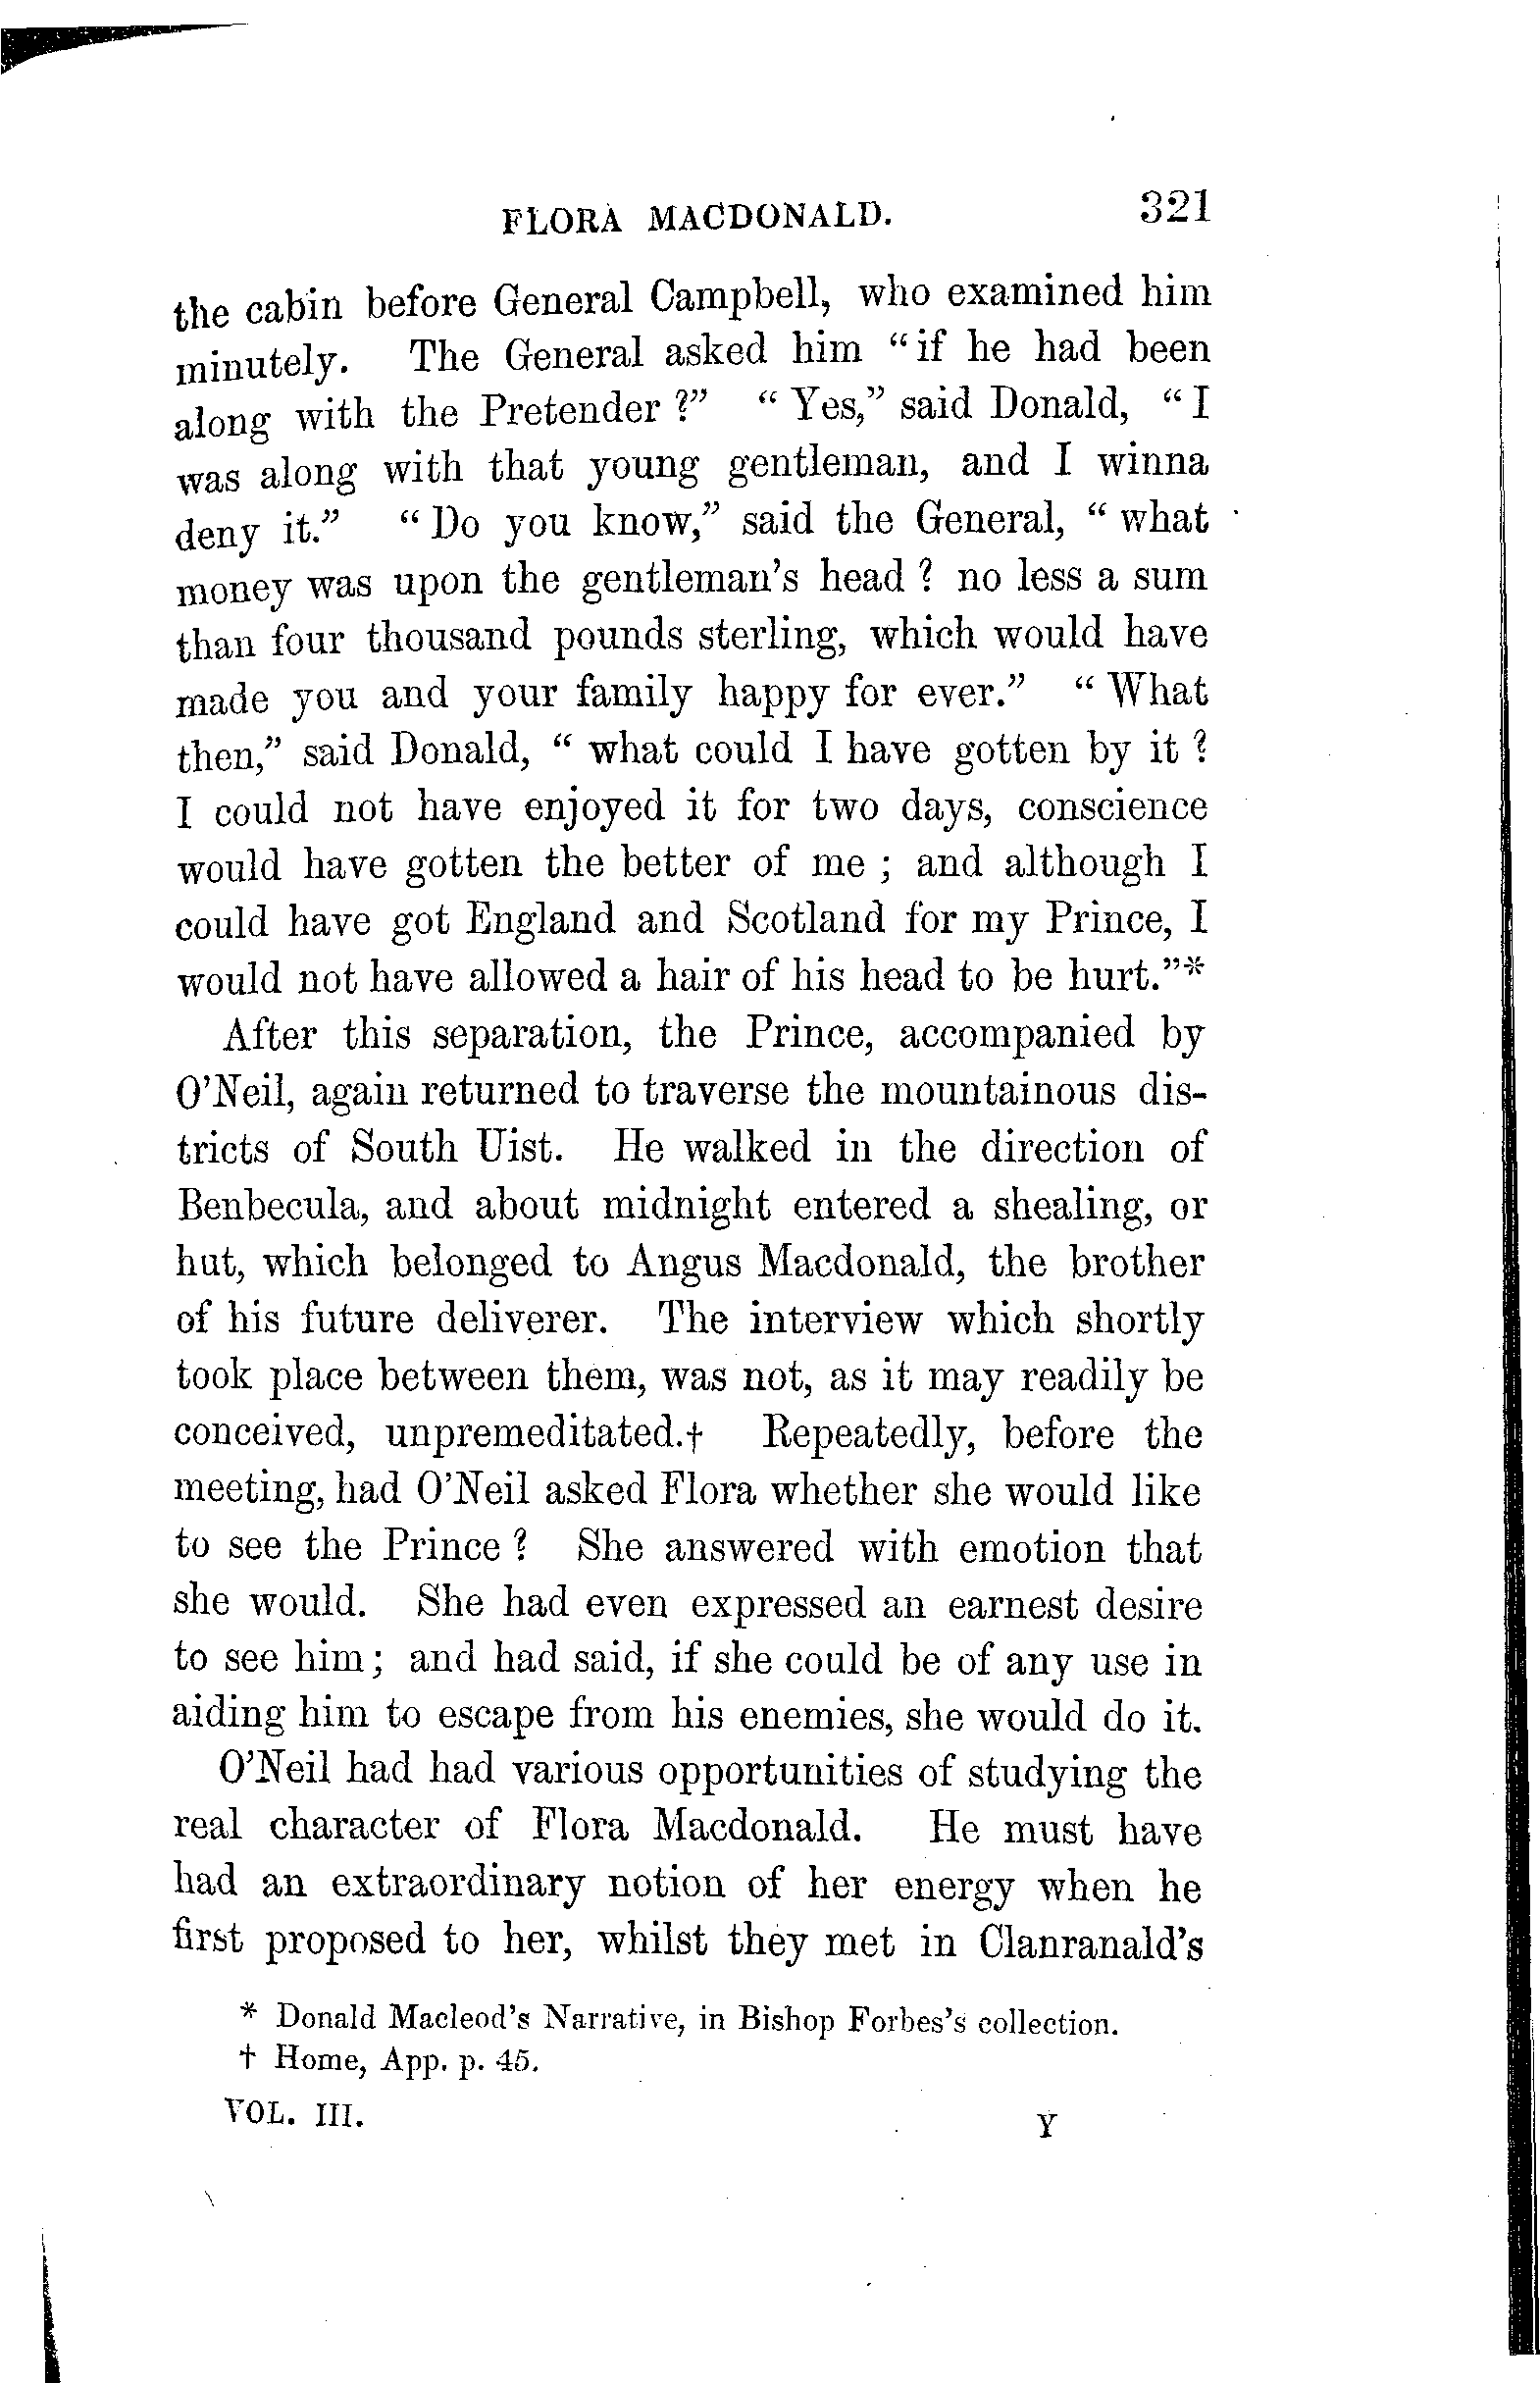 FLORA MACDONALD. 321
the cabin before General Campbell, who examined him
minutely. The General asked him "if he had been
along with the Pretender ?" " Yes," said Donald, " I
was along with that young gentleman, and I winna
deny it." " Do you know," said the General, " what
money was upon the gentleman's head ? no less a sum
than four thousand pounds sterling, which would have
made you and your family happy for ever." " What
then," said Donald, " what could I have gotten by it ?
I could not have enjoyed it for two days, conscience
would have gotten the better of me ; and although I
could have got England and Scotland for my Prince, I
would not have allowed a hair of his head to be hurt."*
After this separation, the Prince, accompanied by
O'Neil, again returned to traverse the mountainous dis-
tricts of South Uist. He walked in the direction of
Benbecula, and about midnight entered a shealing, or
hut, which belonged to Angus Macdonald, the brother
of his future deliverer. The interview which shortly
took place between them, was not, as it may readily be
conceived, unpremeditated.† Repeatedly, before the
meeting, had O'Neil asked Flora whether she would like
to see the Prince ? She answered with emotion that
she would. She had even expressed an earnest desire
to see him ; and had said, if she could be of any use in
aiding him to escape from his enemies, she would do it.
O'Neil had had various opportunities of studying the
real character of Flora Macdonald. He must have
had an extraordinary notion of her energy when he
first proposed to her, whilst they met in Clanranald's
* Donald Macleod's Narrative, in Bishop Forbes's collection.
† Home, App. p. 45.
VOL. III. Y